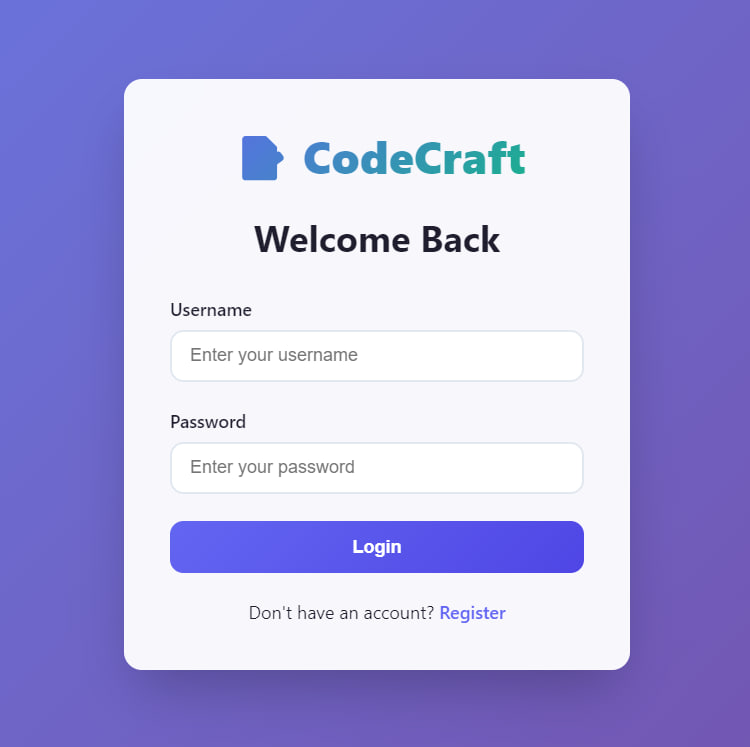 CodeCraft
Welcome Back
Username
Enter your username
Password
Enter your password
Login
Don't have an account? Register